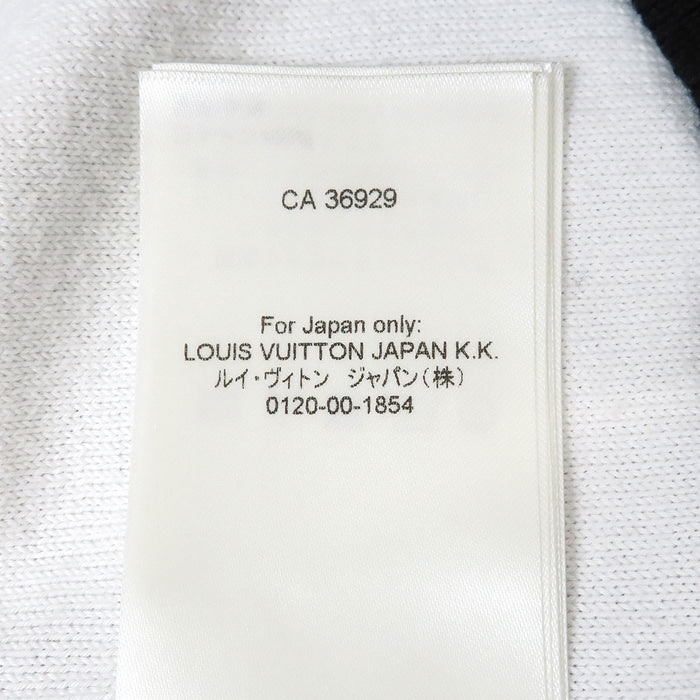 CA 36929
For Japan only:
LOUIS VUITTON JAPAN K.K.
ルイ・ヴィトン　ジャパン(株)
0120-00-1854